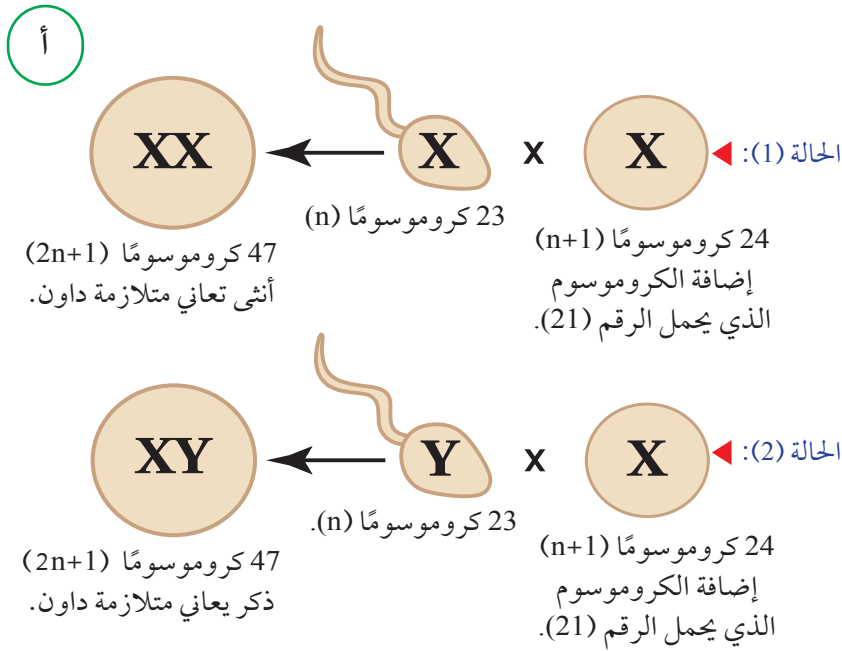 أ
الحالة (1):
X x X XX
24 كروموسومًا (n+1)
إضافة الكروموسوم
الذي يحمل الرقم (21).
23 كروموسومًا (n)
47 كروموسومًا (2n+1)
أنثى تعاني متلازمة داون.
الحالة (2):
X x Y XY
24 كروموسومًا (n+1)
إضافة الكروموسوم
الذي يحمل الرقم (21).
23 كروموسومًا (n).
47 كروموسومًا (2n+1)
ذكر يعاني متلازمة داون.